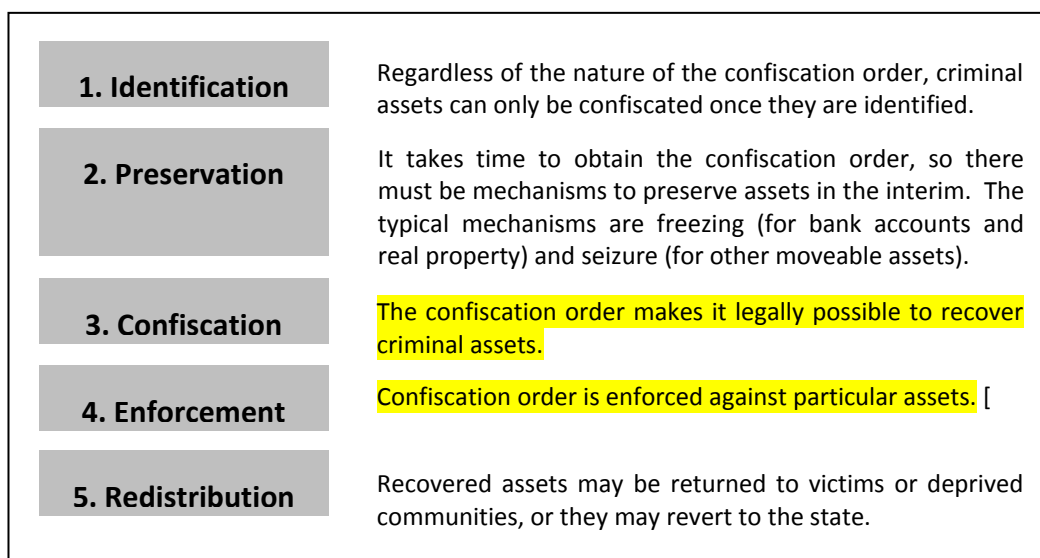 1. Identification
Regardless of the nature of the confiscation order, criminal
assets can only be confiscated once they are identified.
2. Preservation
It takes time to obtain the confiscation order, so there
must be mechanisms to preserve assets in the interim. The
typical mechanisms are freezing (for bank accounts and
real property) and seizure (for other moveable assets).
3. Confiscation
The confiscation order makes it legally possible to recover
criminal assets.
4. Enforcement
Confiscation order is enforced against particular assets. [
5. Redistribution
Recovered assets may be returned to victims or deprived
communities, or they may revert to the state.